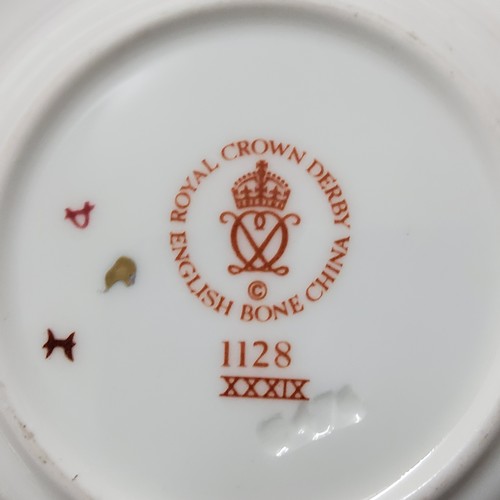 ROYAL CROWN DERBY
ENGLISH BONE CHINA
©
1128
XXXIX